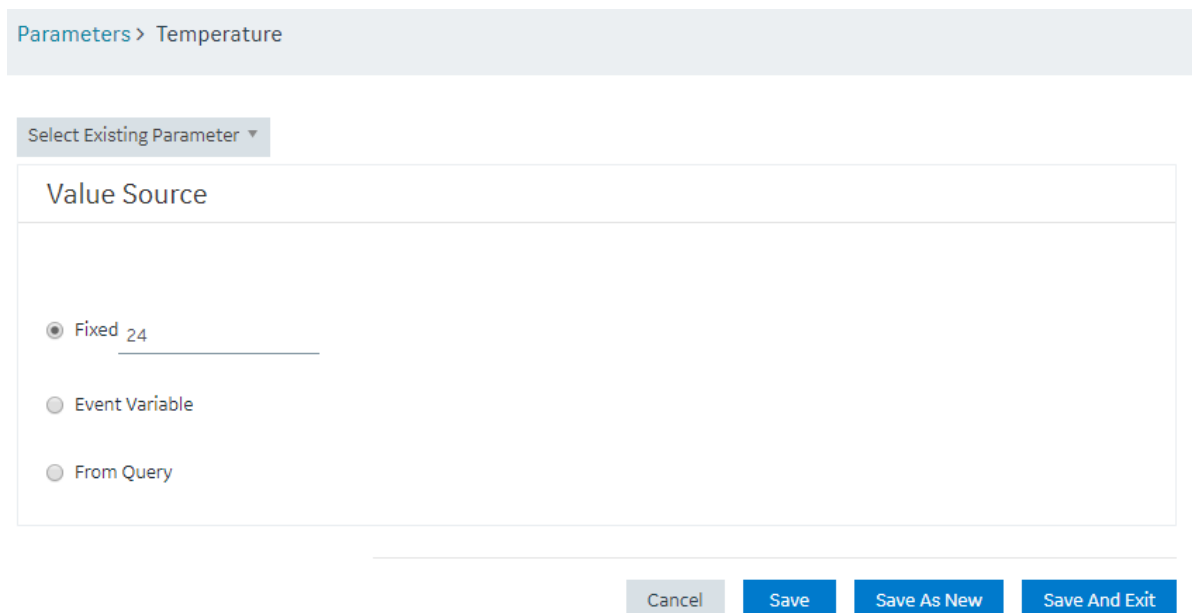 Parameters > Temperature
Select Existing Parameter
Value Source
Fixed 24
Event Variable
From Query
Cancel Save Save As New Save And Exit